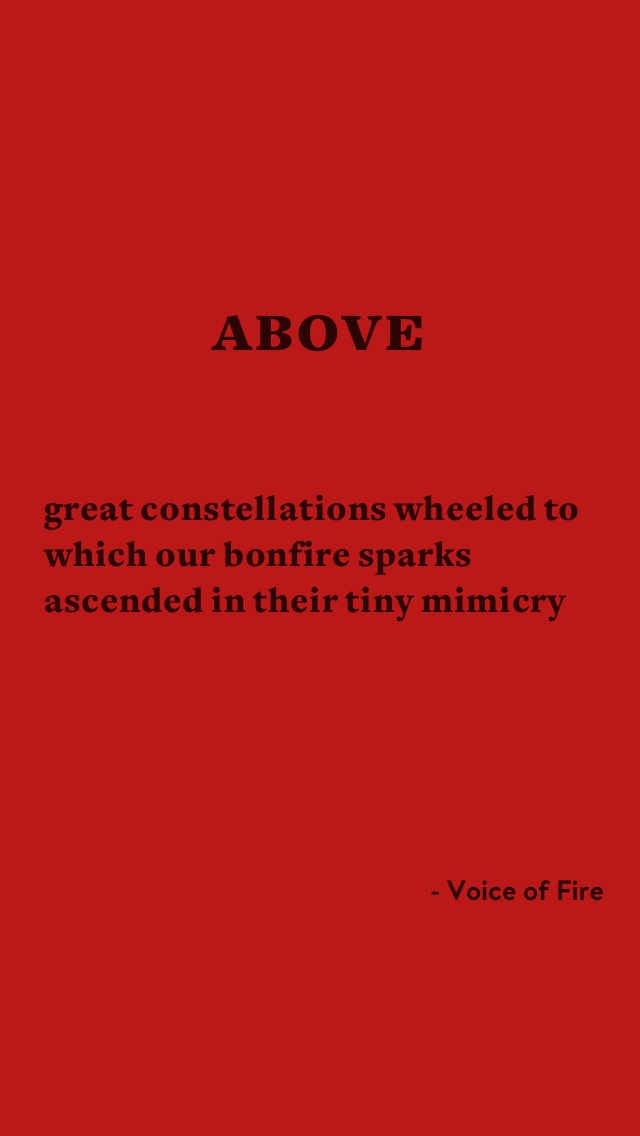 ABOVE
great constellations wheeled to
which our bonfire sparks
ascended in their tiny mimicry
- Voice of Fire